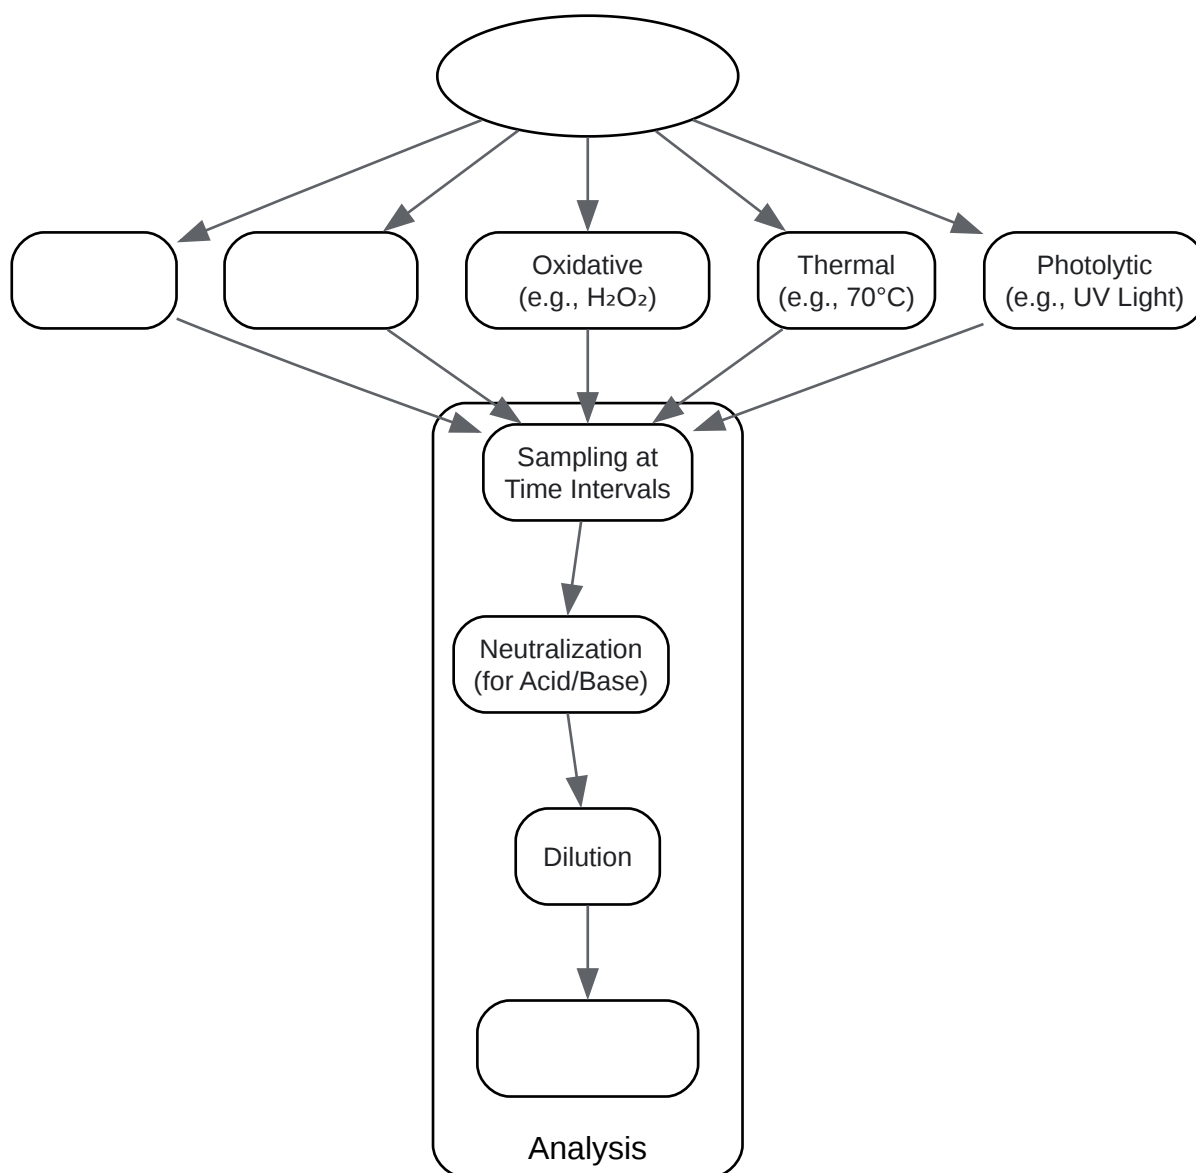 Oxidative
(e.g., H₂O₂)
Thermal
(e.g., 70°C)
Photolytic
(e.g., UV Light)
Sampling at
Time Intervals
Neutralization
(for Acid/Base)
Dilution
Analysis